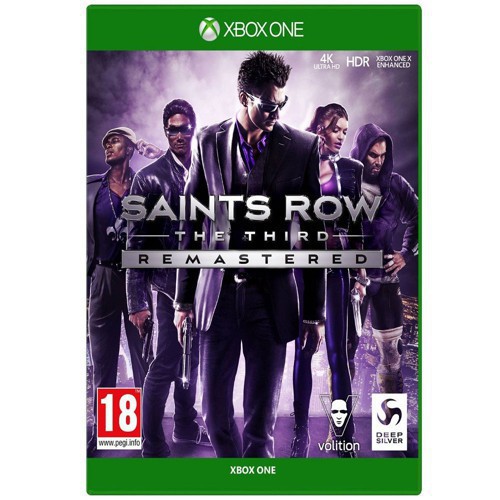 XBOX ONE
4K
ULTRA HD
HDR
XBOX ONE X
ENHANCED
SAINTS ROW
THE THIRD
REMASTERED
18
www.pegi.info
volition
DEEP
SILVER
XBOX ONE